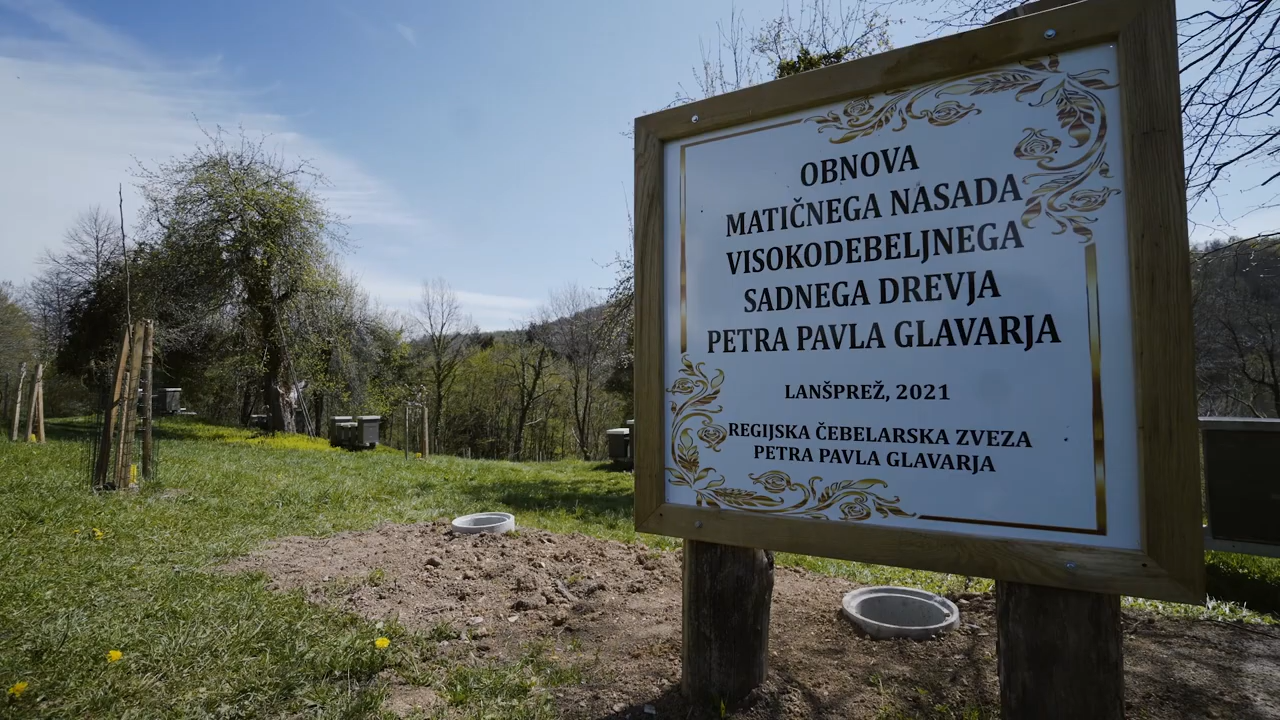 OBNOVA
MATIČNEGA NASADA
VISOKODEBELJNEGA
SADNEGA DREVJA
PETRA PAVLA GLAVARJA
LANŠPREŽ, 2021
REGIJSKA ČEBELARSKA ZVEZA
PETRA PAVLA GLAVARJA